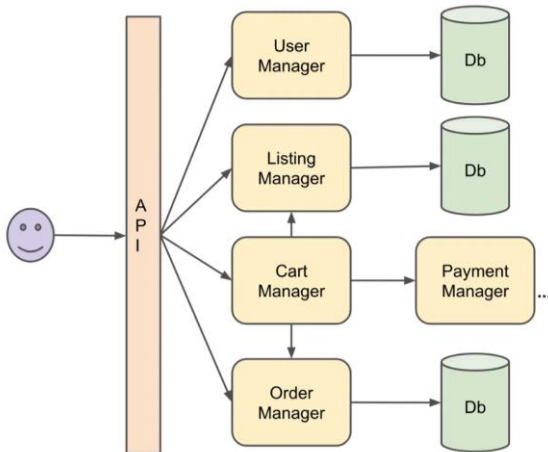 User
Manager
Db
Listing
Manager
Db
A
P
I
Cart
Manager
Payment
Manager
...
Order
Manager
Db